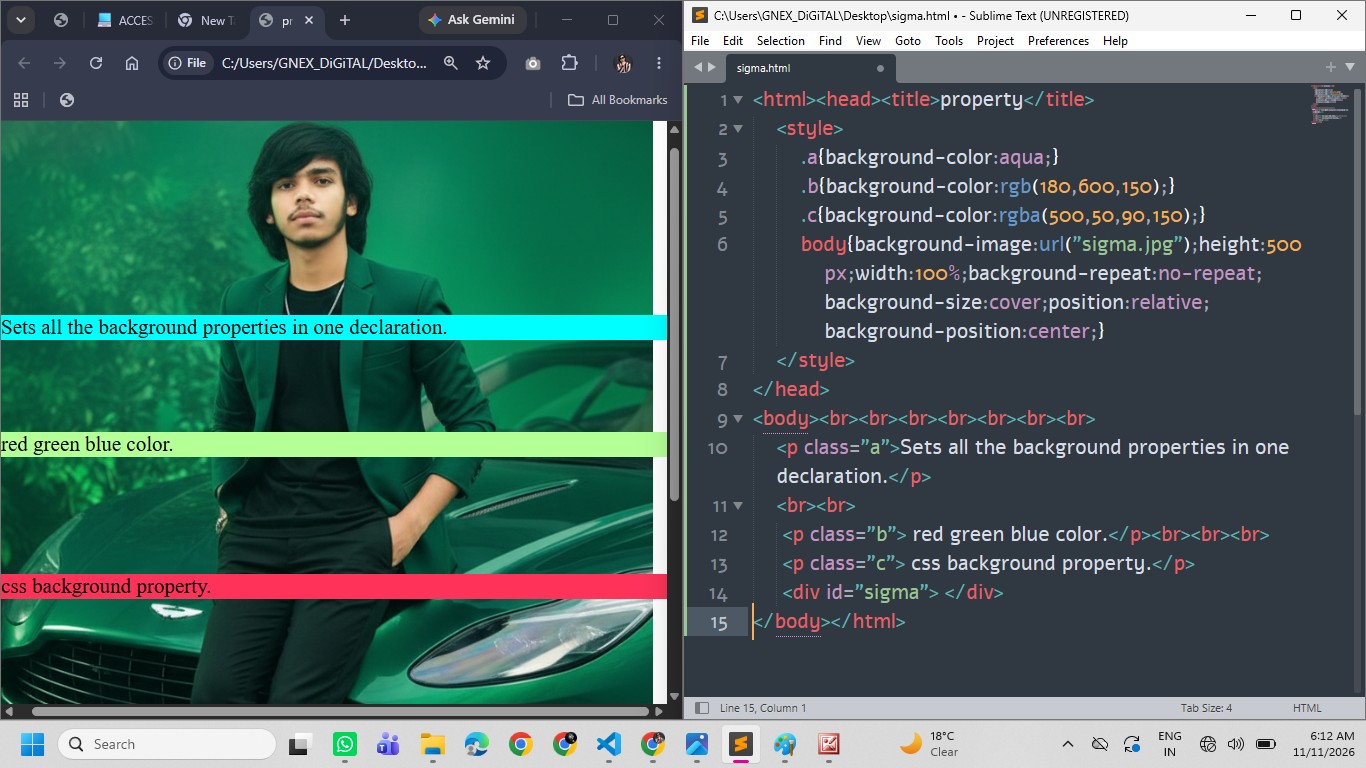 ACCES
New T
pr
Ask Gemini
File
C:/Users/GNEX_DiGiTAL/Deskto...
All Bookmarks
Sets all the background properties in one declaration.
red green blue color.
css background property.
C:\Users\GNEX_DiGiTAL\Desktop\sigma.html • - Sublime Text (UNREGISTERED)
File Edit Selection Find View Goto Tools Project Preferences Help
sigma.html
1 <html><head><title>property</title>
2 <style>
3 .a{background-color:aqua;}
4 .b{background-color:rgb(180,600,150);}
5 .c{background-color:rgba(500,50,90,150);}
6 body{background-image:url("sigma.jpg");height:500
px;width:100%;background-repeat:no-repeat;
background-size:cover;position:relative;
background-position:center;}
7 </style>
8 </head>
9 <body><br><br><br><br><br><br><br>
10 <p class="a">Sets all the background properties in one
declaration.</p>
11 <br><br>
12 <p class="b"> red green blue color.</p><br><br><br>
13 <p class="c"> css background property.</p>
14 <div id="sigma"> </div>
15 </body></html>
Line 15, Column 1
Tab Size: 4
HTML
Search
18°C
Clear
ENG
IN
6:12 AM
11/11/2026